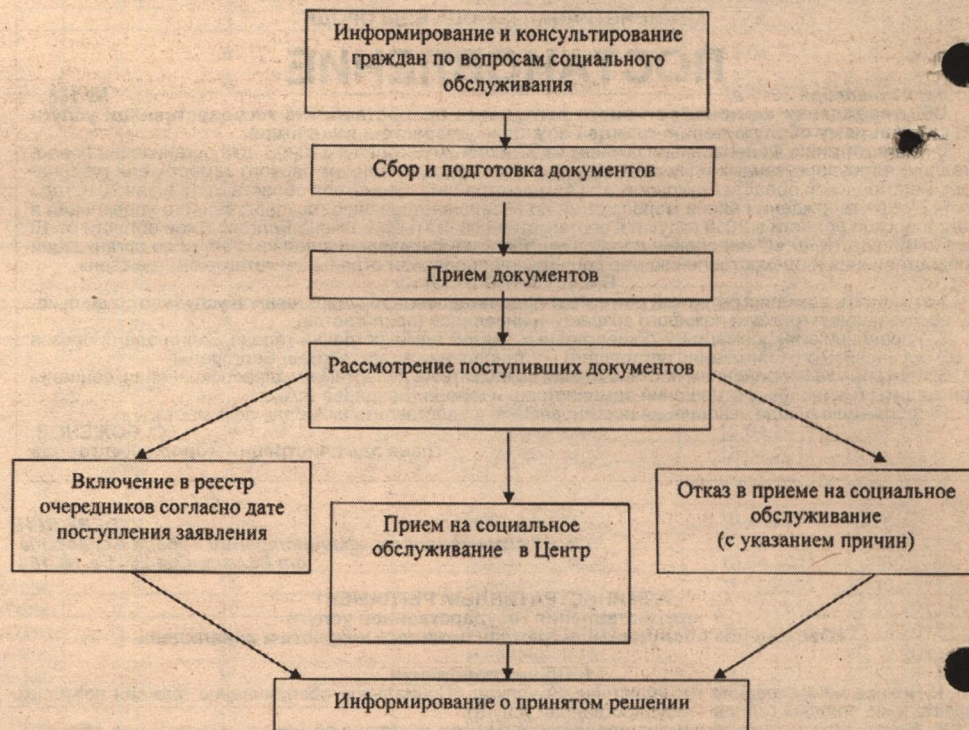 Информирование и консультирование
граждан по вопросам социального
обслуживания
Сбор и подготовка документов
Прием документов
Рассмотрение поступивших документов
Включение в реестр
очередников согласно дате
поступления заявления
Прием на социальное
обслуживание в Центр
Отказ в приеме на социальное
обслуживание
(с указанием причин)
Информирование о принятом решении